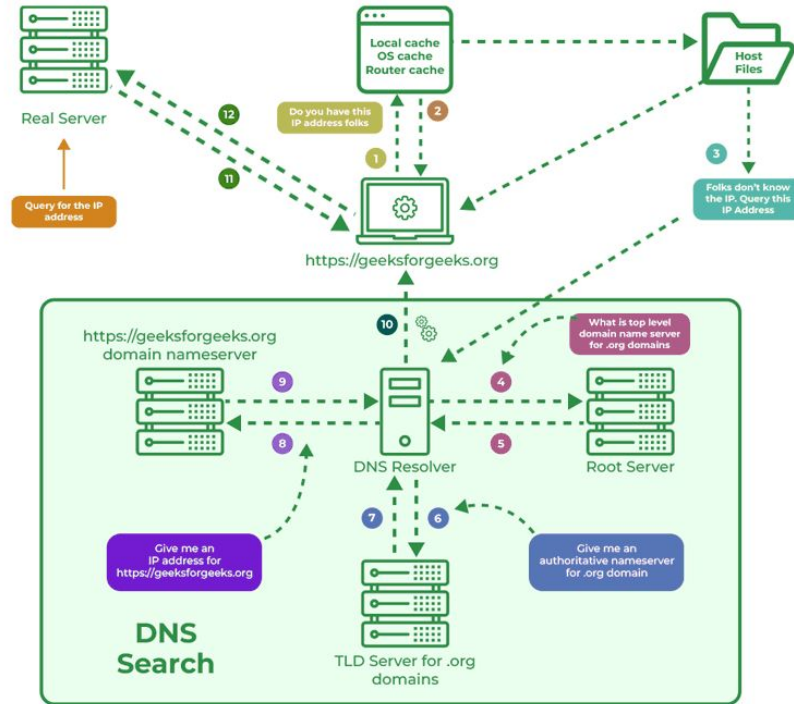 Local cache
OS cache
Router cache
Host
Files
Real Server
Do you have this
IP address folks
12
2
1
3
11
Query for the IP
address
Folks don't know
the IP. Query this
IP Address
https://geeksforgeeks.org
10
What is top level
domain name server
for .org domains
https://geeksforgeeks.org
domain nameserver
9
4
8
5
DNS Resolver
Root Server
7
6
Give me an
IP address for
https://geeksforgeeks.org
Give me an
authoritative nameserver
for .org domain
DNS
Search
TLD Server for .org
domains